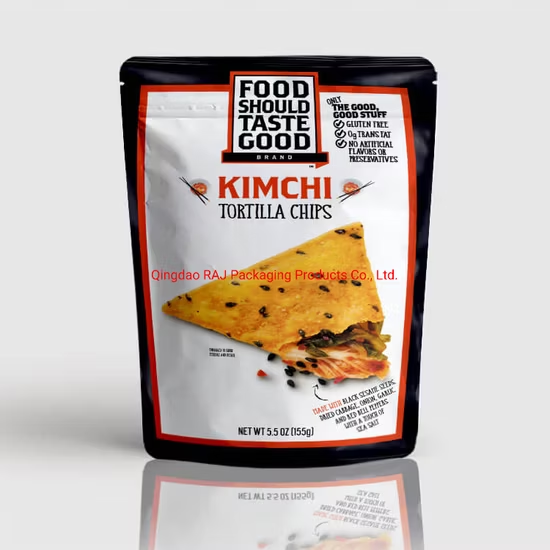 FOOD
SHOULD
TASTE
GOOD
BRAND
ONLY
THE GOOD,
GOOD STUFF
GLUTEN FREE
0g TRANS FAT
NO ARTIFICIAL
FLAVORS OR
PRESERVATIVES
KIMCHI
TORTILLA CHIPS
Qingdao RAJ Packaging Products Co., Ltd.
MADE WITH BLACK SESAME SEEDS,
DRIED CABBAGE, ONION, GARLIC,
AND RED BELL PEPPERS
WITH A TOUCH OF
SEA SALT
NET WT 5.5 OZ (155g)